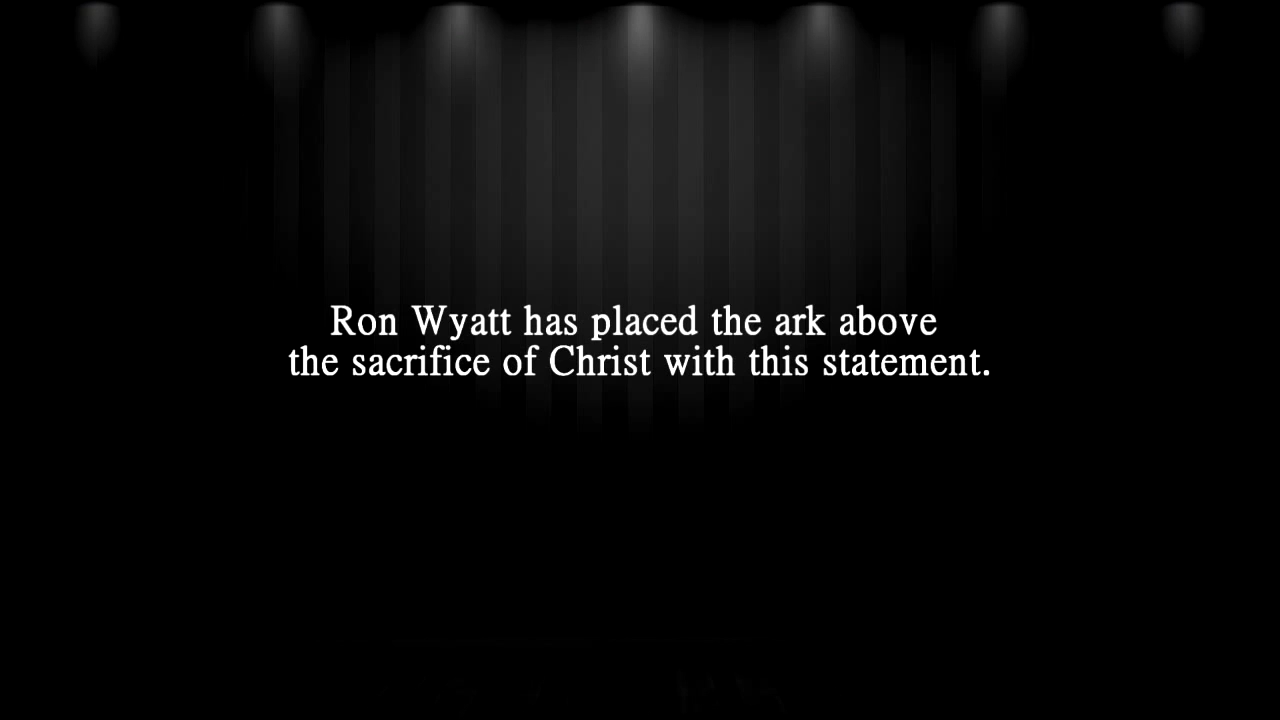 Ron Wyatt has placed the ark above
the sacrifice of Christ with this statement.